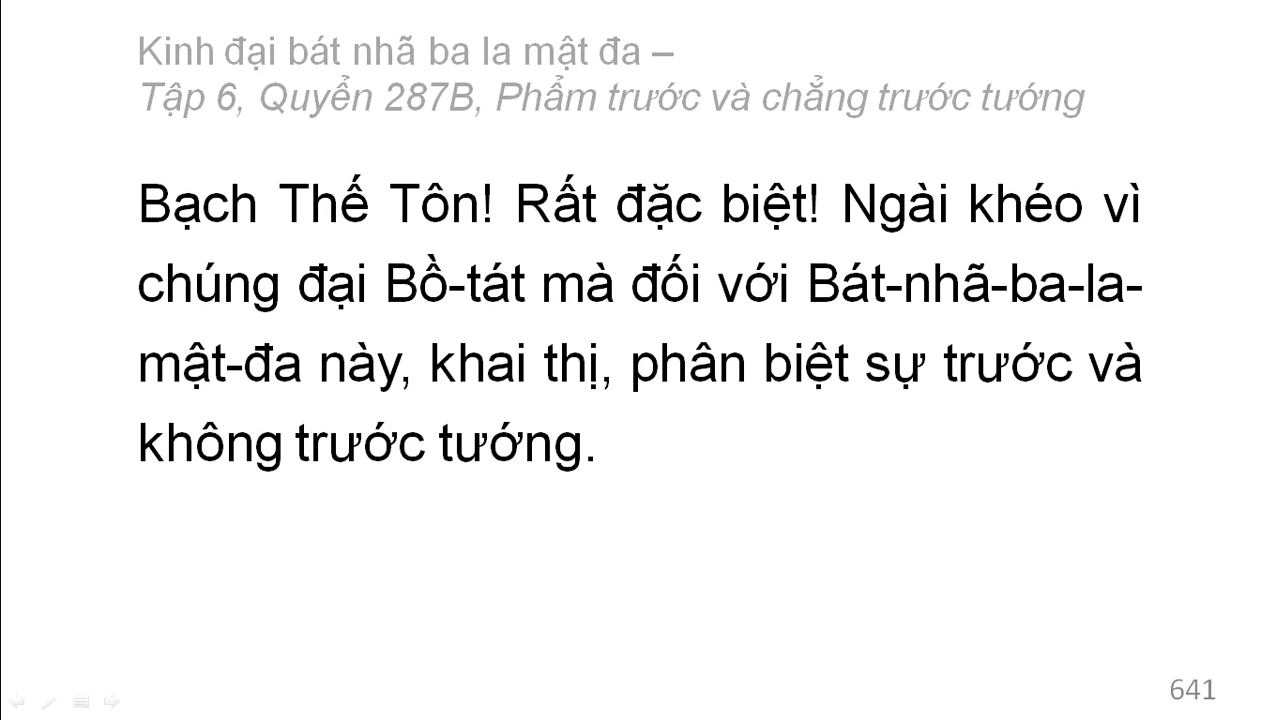 Kinh đại bát nhã ba la mật đa –
Tập 6, Quyển 287B, Phẩm trước và chẳng trước tướng
Bạch Thế Tôn! Rất đặc biệt! Ngài khéo vì
chúng đại Bồ-tát mà đối với Bát-nhã-ba-la-
mật-đa này, khai thị, phân biệt sự trước và
không trước tướng.
641